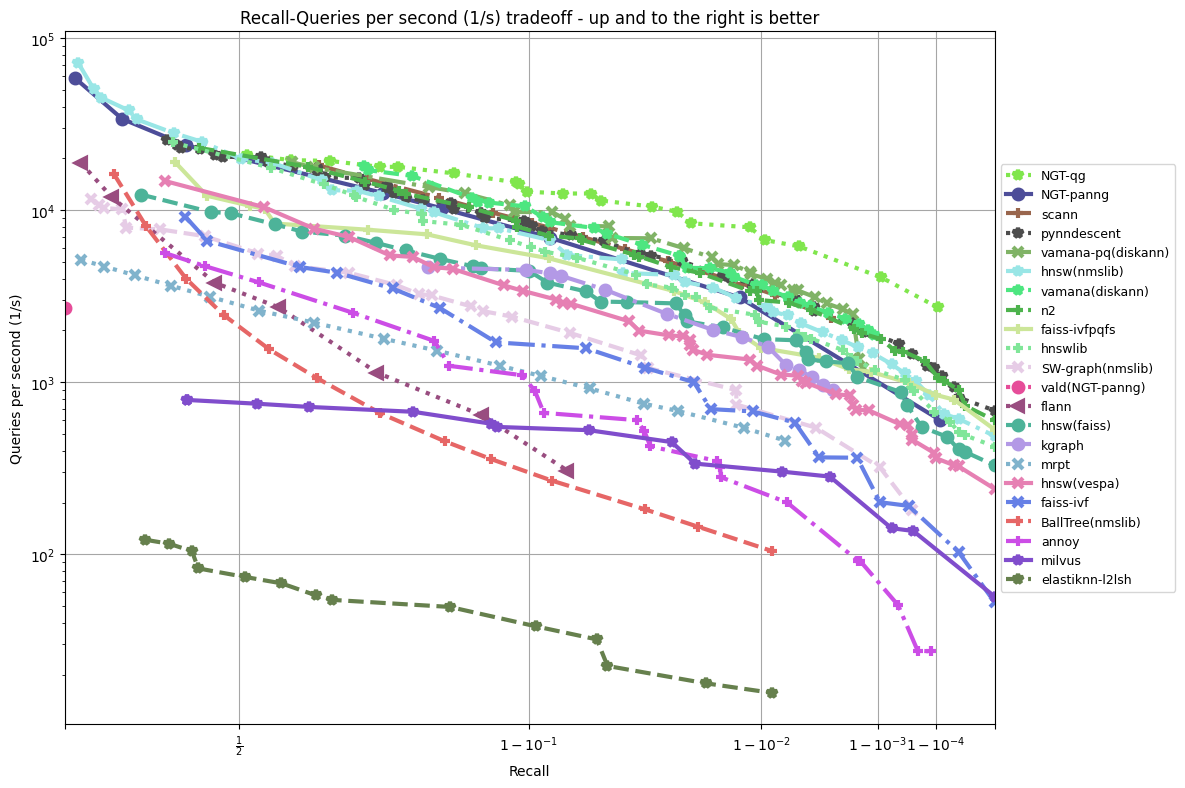 Recall-Queries per second (1/s) tradeoff - up and to the right is better
Queries per second (1/s)
10^5
10^4
10^3
10^2
1/2
1 − 10^-1
1 − 10^-2
1 − 10^-3
1 − 10^-4
Recall
NGT-qg
NGT-panng
scann
pynndescent
vamana-pq(diskann)
hnsw(nmslib)
vamana(diskann)
n2
faiss-ivfpqfs
hnswlib
SW-graph(nmslib)
vald(NGT-panng)
flann
hnsw(faiss)
kgraph
mrpt
hnsw(vespa)
faiss-ivf
BallTree(nmslib)
annoy
milvus
elastiknn-l2lsh